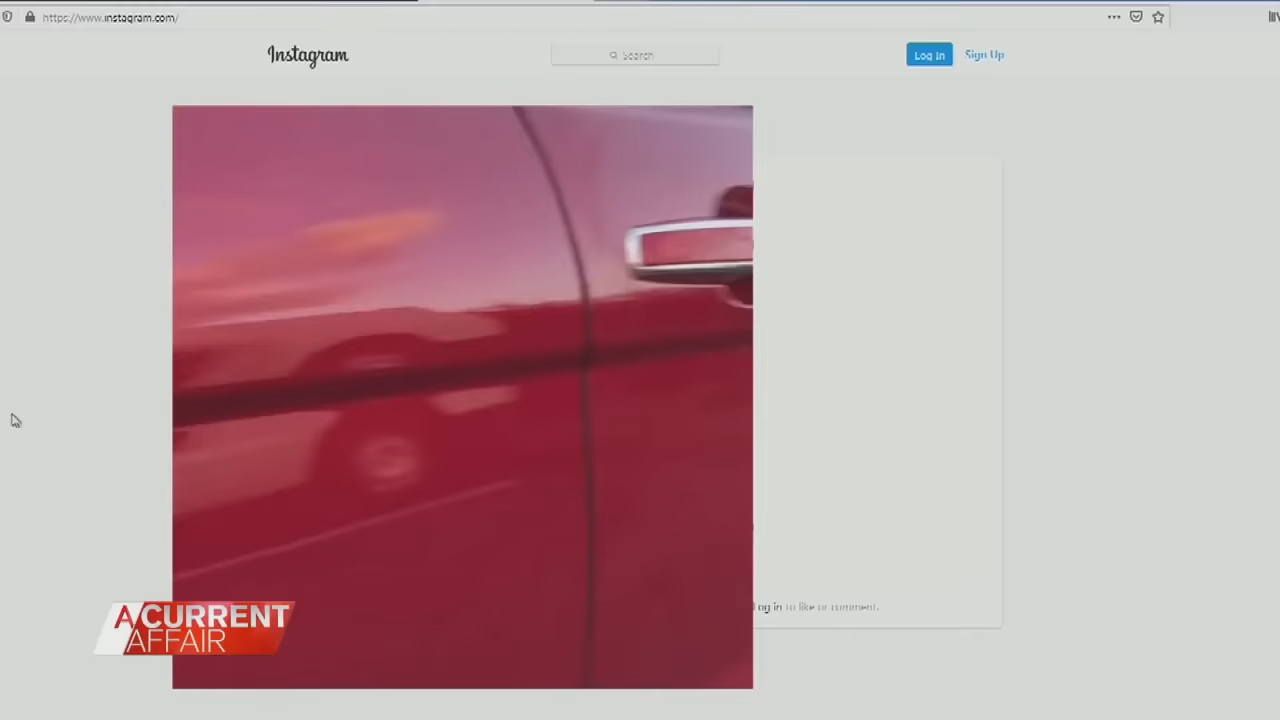 https://www.instagram.com/
Instagram
Search
Log In
Sign Up
og in to like or comment.
A CURRENT
AFFAIR